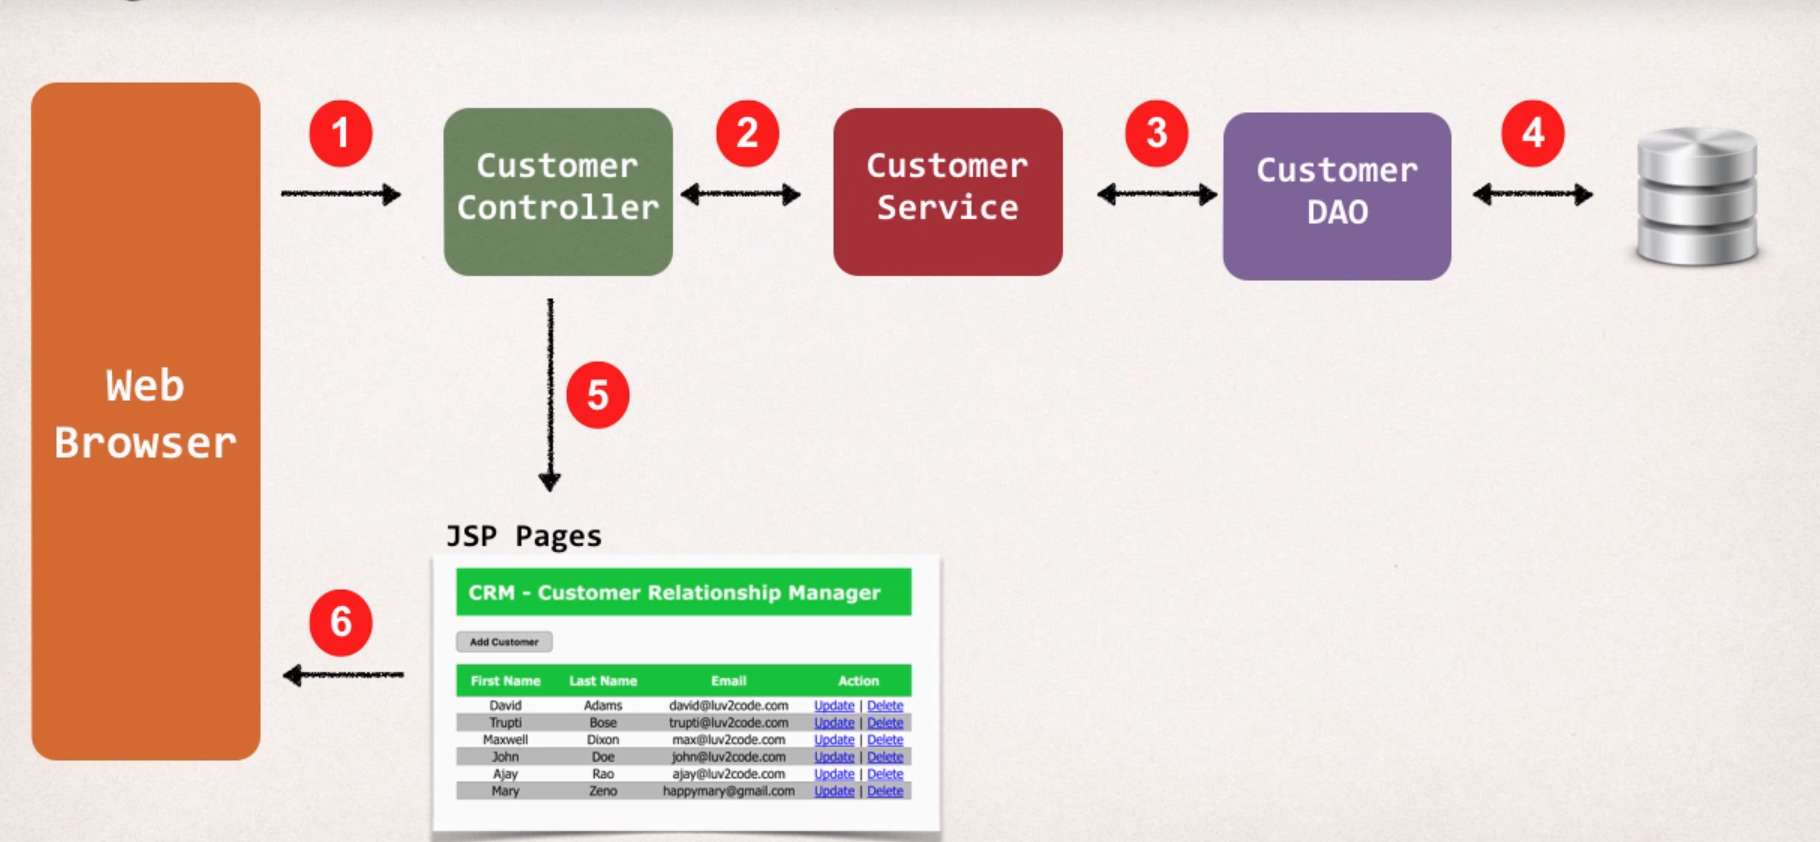 1
2
3
4
Customer
Controller
Customer
Service
Customer
DAO
Web
Browser
5
JSP Pages
6
CRM - Customer Relationship Manager
Add Customer
First Name Last Name Email Action
David Adams david@luv2code.com Update | Delete
Trupti Bose trupti@luv2code.com Update | Delete
Maxwell Dixon max@luv2code.com Update | Delete
John Doe john@luv2code.com Update | Delete
Ajay Rao ajay@luv2code.com Update | Delete
Mary Zeno happymary@gmail.com Update | Delete